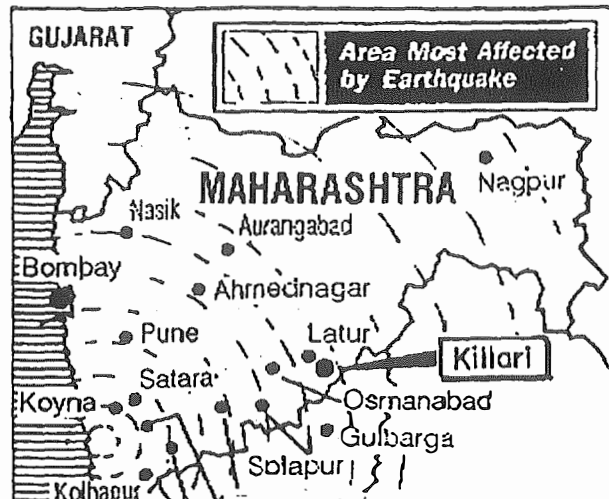 GUJARAT
Area Most Affected
by Earthquake
MAHARASHTRA
Nagpur
Nasik
Aurangabad
Bombay
Ahmednagar
Pune
Latur
Killari
Satara
Koyna
Osmanabad
Gulbarga
Solapur
Kolhapur